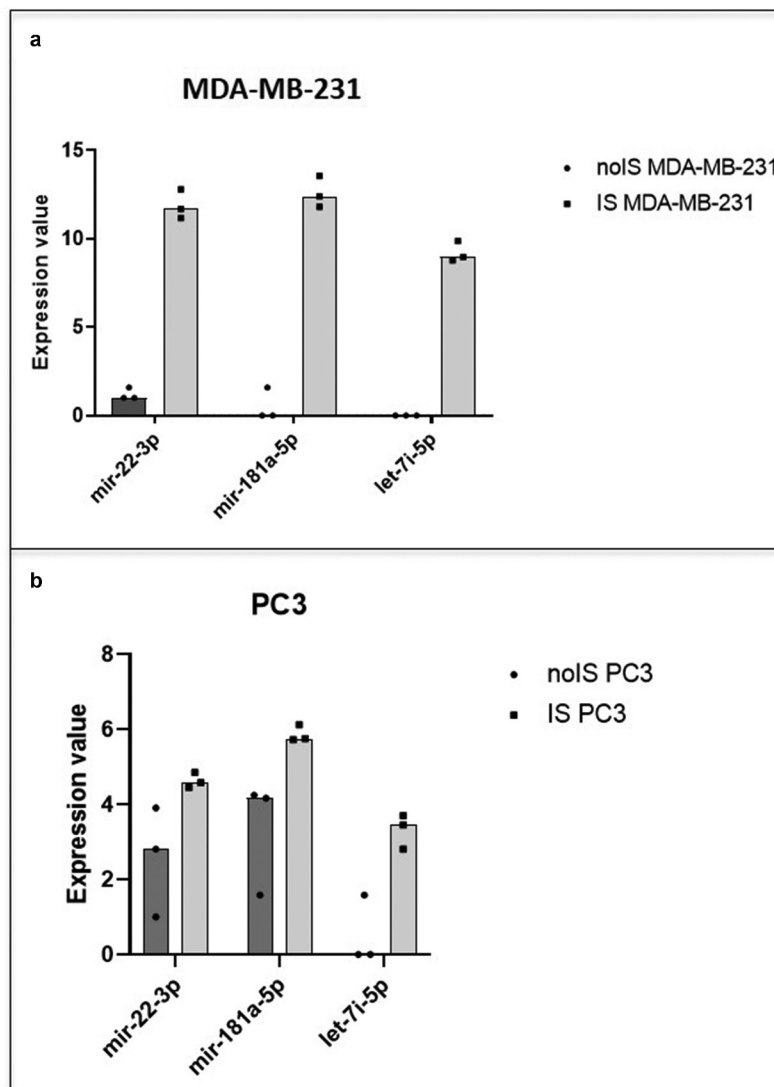 a
MDA-MB-231
15
10
5
0
Expression value
mir-22-3p
mir-181a-5p
let-7i-5p
noIS MDA-MB-231
IS MDA-MB-231
b
PC3
8
6
4
2
0
Expression value
mir-22-3p
mir-181a-5p
let-7i-5p
noIS PC3
IS PC3